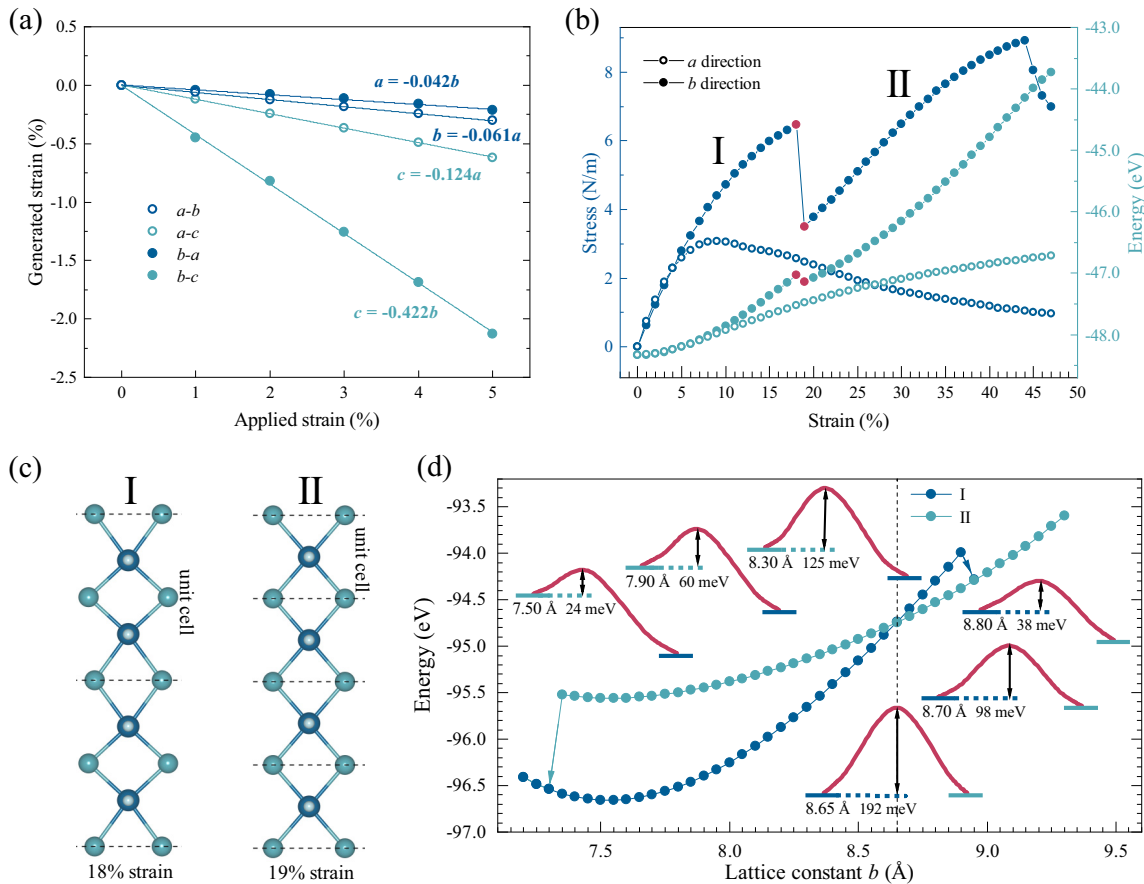 (a)
0.5
0.0
-0.5
-1.0
-1.5
-2.0
-2.5
Generated strain (%)
a = -0.042b
b = -0.061a
c = -0.124a
c = -0.422b
a-b
a-c
b-a
b-c
0 1 2 3 4 5
Applied strain (%)
(b)
8
6
4
2
0
Stress (N/m)
a direction
b direction
I
II
-43.0
-44.0
-45.0
-46.0
-47.0
-48.0
Energy (eV)
0 5 10 15 20 25 30 35 40 45 50
Strain (%)
(c)
I
II
unit cell
unit cell
18% strain
19% strain
(d)
-93.5
-94.0
-94.5
-95.0
-95.5
-96.0
-96.5
-97.0
Energy (eV)
I
II
8.30 Å 125 meV
7.90 Å 60 meV
7.50 Å 24 meV
8.80 Å 38 meV
8.70 Å 98 meV
8.65 Å 192 meV
7.5 8.0 8.5 9.0 9.5
Lattice constant b (Å)